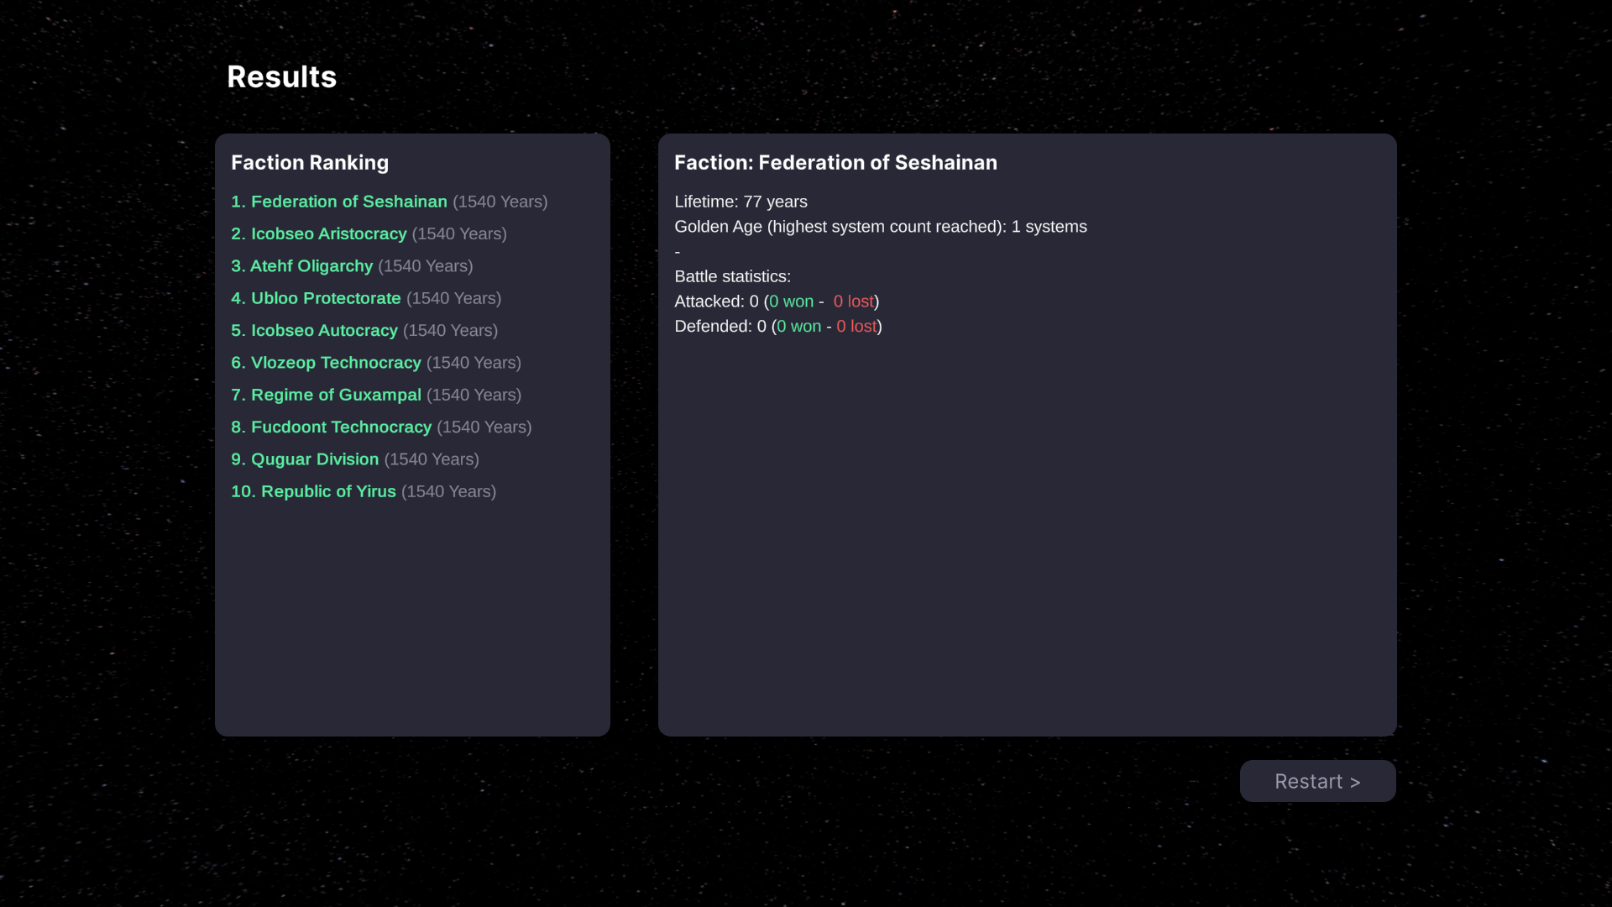 Results
Faction Ranking
1. Federation of Seshainan (1540 Years)
2. Icobseo Aristocracy (1540 Years)
3. Atehf Oligarchy (1540 Years)
4. Ubloo Protectorate (1540 Years)
5. Icobseo Autocracy (1540 Years)
6. Vlozeop Technocracy (1540 Years)
7. Regime of Guxampal (1540 Years)
8. Fucdoont Technocracy (1540 Years)
9. Quguar Division (1540 Years)
10. Republic of Yirus (1540 Years)
Faction: Federation of Seshainan
Lifetime: 77 years
Golden Age (highest system count reached): 1 systems
-
Battle statistics:
Attacked: 0 (0 won -  0 lost)
Defended: 0 (0 won - 0 lost)
Restart >